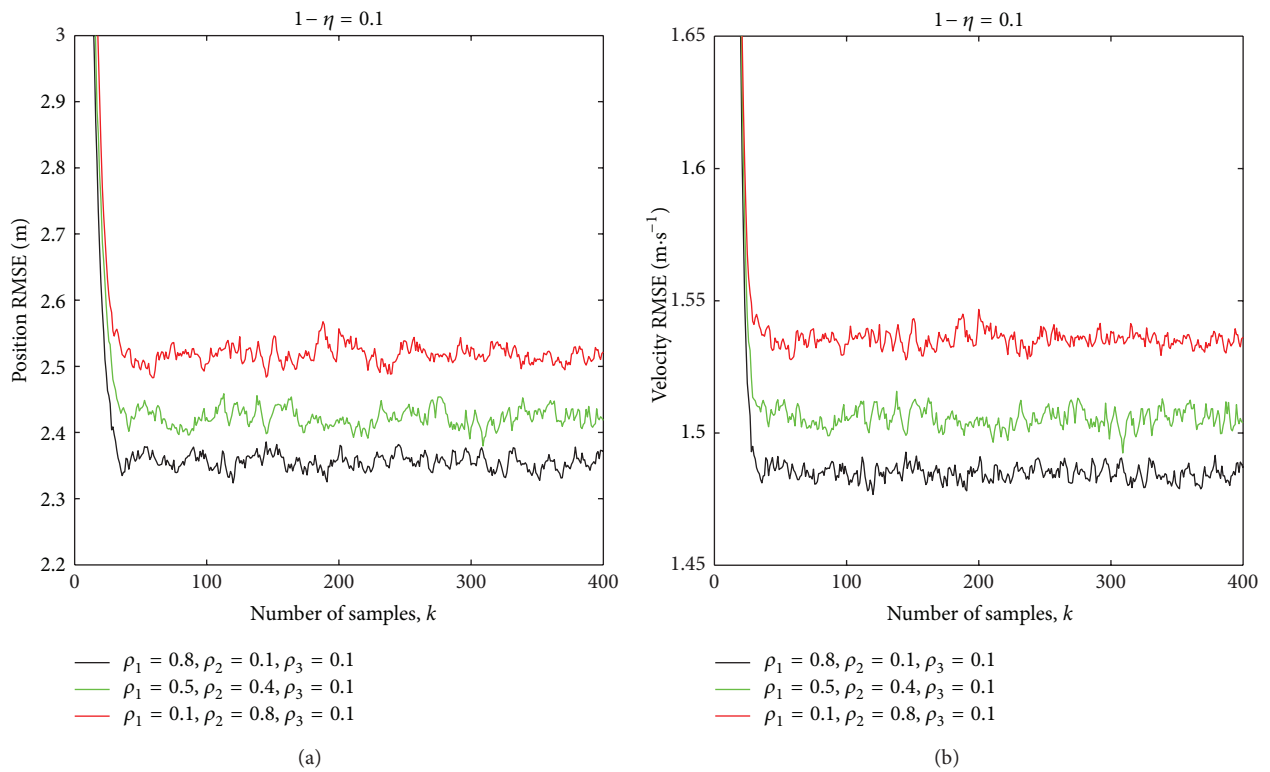 1 − η = 0.1
3
2.9
2.8
2.7
2.6
2.5
2.4
2.3
2.2
Position RMSE (m)
0 100 200 300 400
Number of samples, k
ρ₁ = 0.8, ρ₂ = 0.1, ρ₃ = 0.1
ρ₁ = 0.5, ρ₂ = 0.4, ρ₃ = 0.1
ρ₁ = 0.1, ρ₂ = 0.8, ρ₃ = 0.1
(a)
1 − η = 0.1
1.65
1.6
1.55
1.5
1.45
Velocity RMSE (m·s⁻¹)
0 100 200 300 400
Number of samples, k
ρ₁ = 0.8, ρ₂ = 0.1, ρ₃ = 0.1
ρ₁ = 0.5, ρ₂ = 0.4, ρ₃ = 0.1
ρ₁ = 0.1, ρ₂ = 0.8, ρ₃ = 0.1
(b)